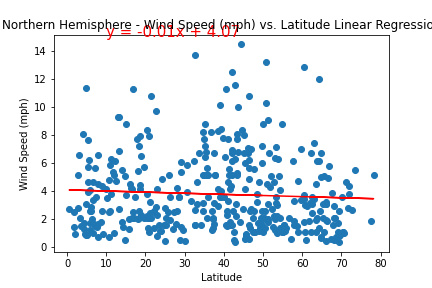 Northern Hemisphere - Wind Speed (mph) vs. Latitude Linear Regressio
y = -0.01x + 4.07
14
12
10
8
6
4
2
0
Wind Speed (mph)
0 10 20 30 40 50 60 70 80
Latitude